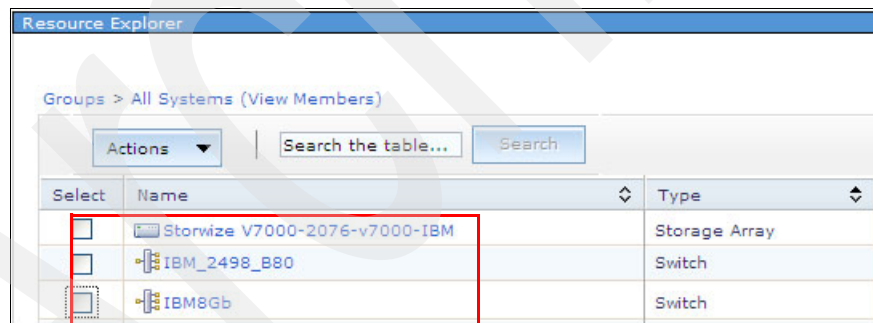 Resource Explorer
Groups > All Systems (View Members)
Actions Search the table... Search
Select Name Type
Storwize V7000-2076-v7000-IBM Storage Array
IBM_2498_B80 Switch
IBM8Gb Switch